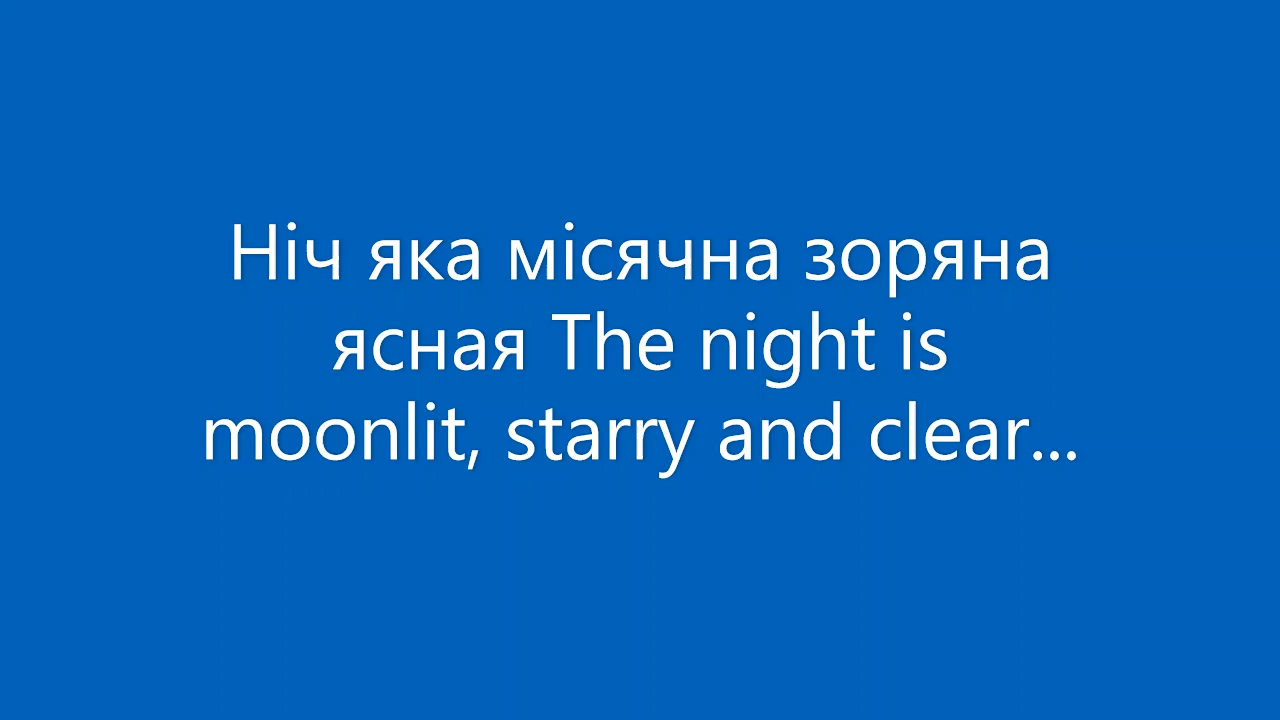 Ніч яка місячна зоряна
ясная The night is
moonlit, starry and clear...